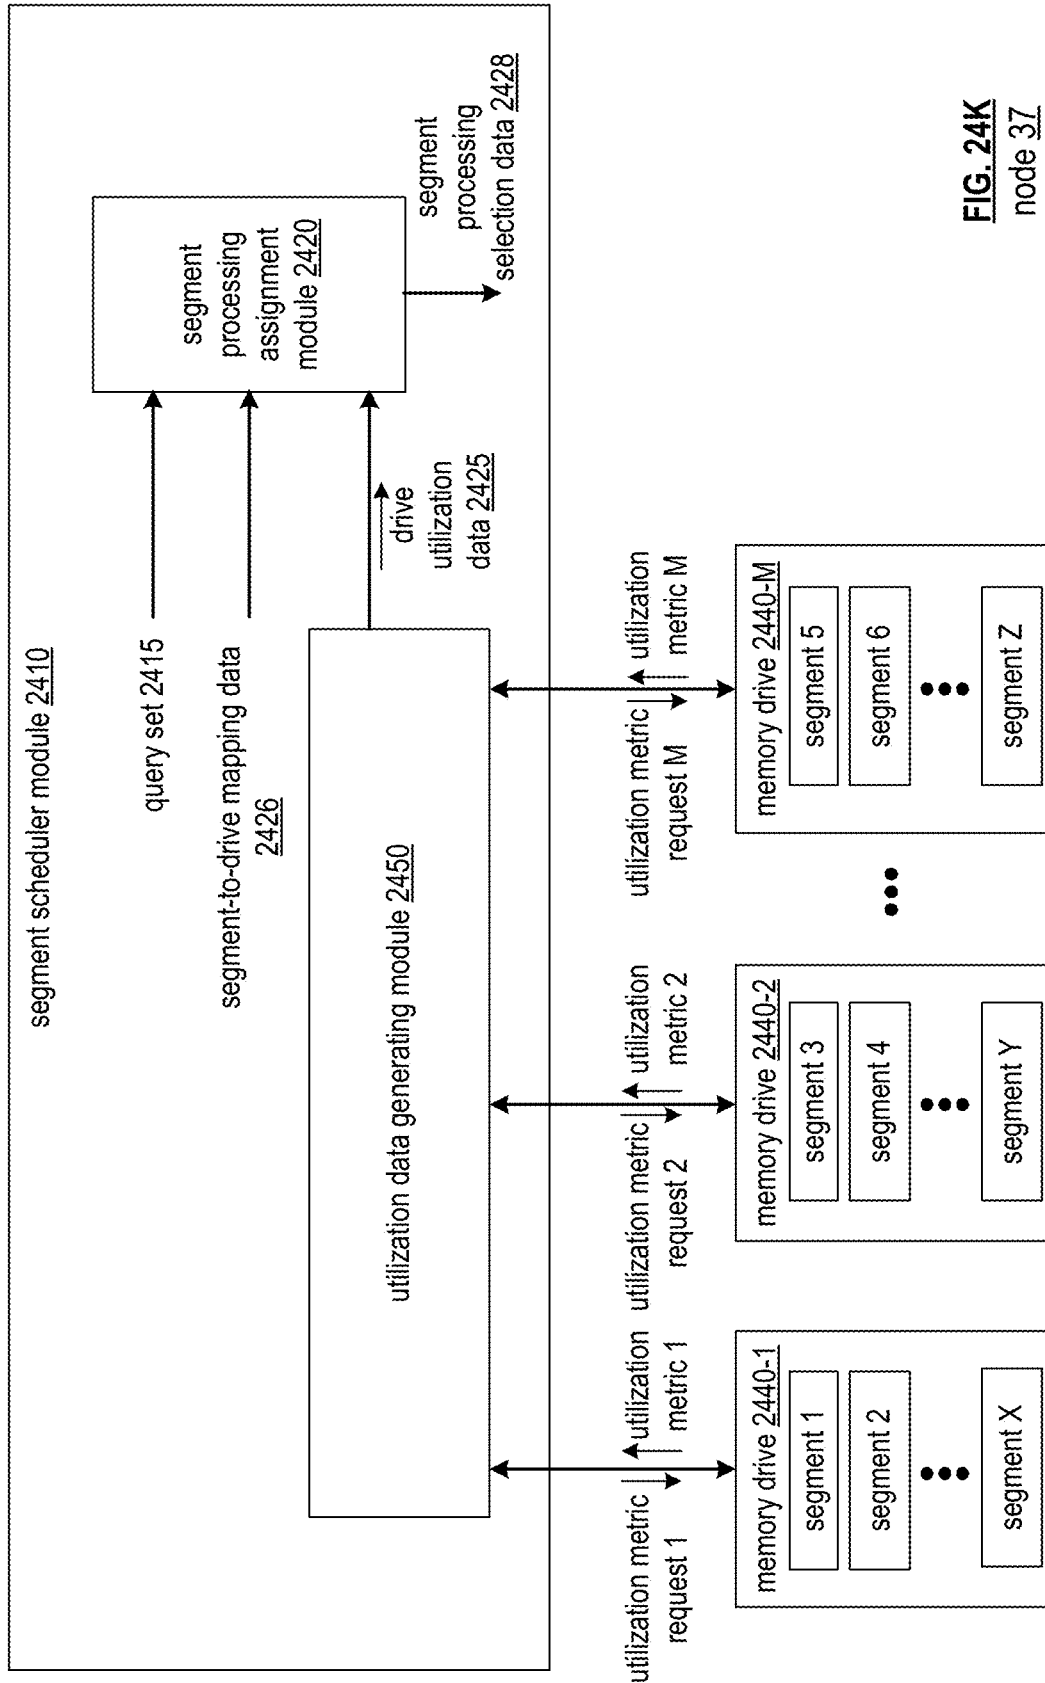 segment scheduler module 2410
query set 2415
segment-to-drive mapping data
2426
segment
processing
assignment
module 2420
segment
processing
selection data 2428
drive
utilization
data 2425
utilization data generating module 2450
utilization metric
request 1
utilization
metric 1
utilization metric
request 2
utilization
metric 2
utilization metric
request M
utilization
metric M
memory drive 2440-1
segment 1
segment 2
segment X
memory drive 2440-2
segment 3
segment 4
segment Y
memory drive 2440-M
segment 5
segment 6
segment Z
FIG. 24K
node 37